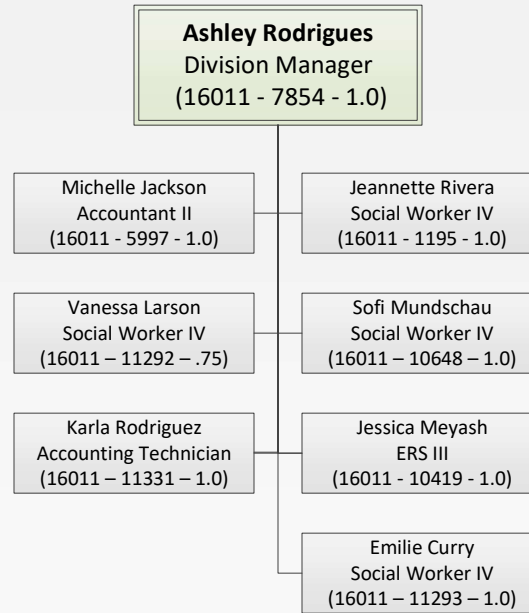 Ashley Rodrigues
Division Manager
(16011 - 7854 - 1.0)
Michelle Jackson
Accountant II
(16011 - 5997 - 1.0)
Jeannette Rivera
Social Worker IV
(16011 - 1195 - 1.0)
Vanessa Larson
Social Worker IV
(16011 – 11292 – .75)
Sofi Mundschau
Social Worker IV
(16011 – 10648 – 1.0)
Karla Rodriguez
Accounting Technician
(16011 – 11331 – 1.0)
Jessica Meyash
ERS III
(16011 - 10419 - 1.0)
Emilie Curry
Social Worker IV
(16011 – 11293 – 1.0)